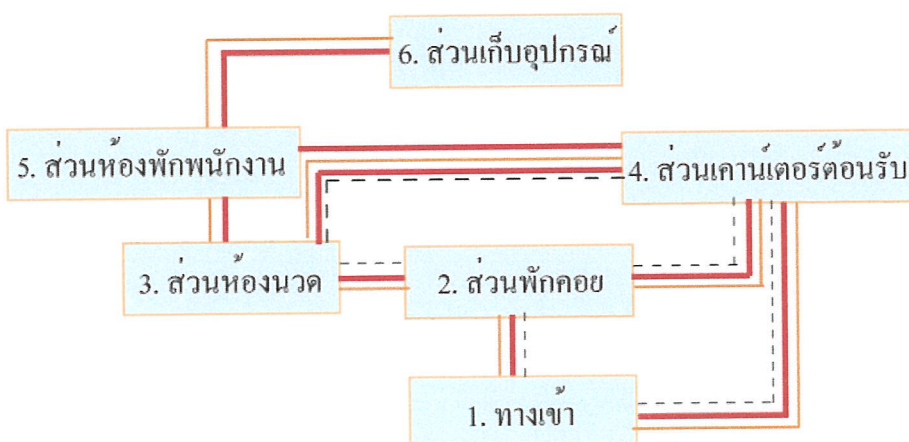 6. ส่วนเก็บอุปกรณ์
5. ส่วนห้องพักพนักงาน
4. ส่วนเคาน์เตอร์ต้อนรับ
3. ส่วนห้องนวด
2. ส่วนพักคอย
1. ทางเข้า